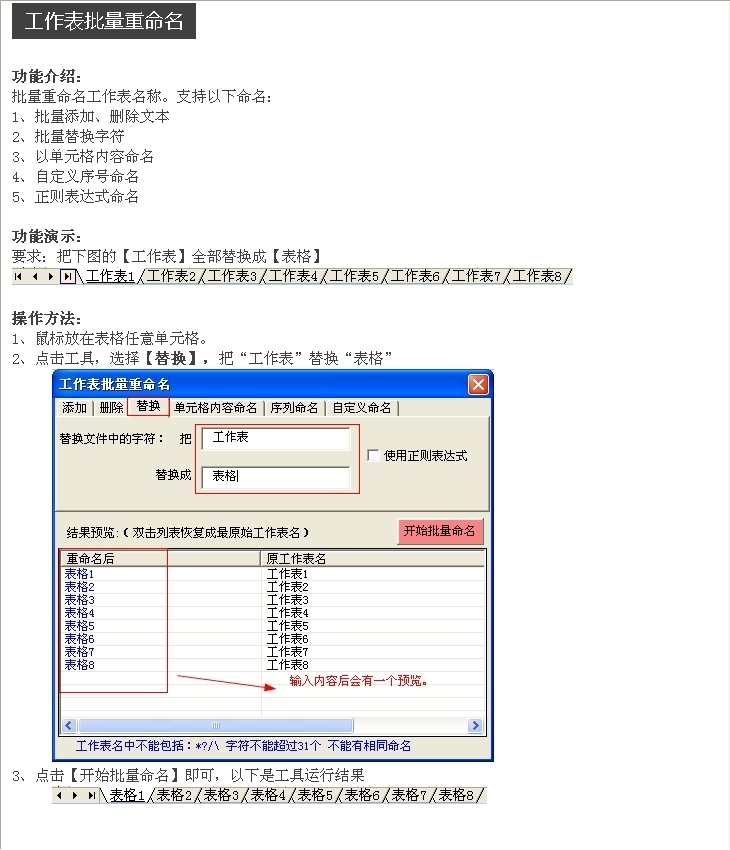 工作表批量重命名
功能介绍：
批量重命名工作表名称。支持以下命名：
1、批量添加、删除文本
2、批量替换字符
3、以单元格内容命名
4、自定义序号命名
5、正则表达式命名
功能演示：
要求：把下图的【工作表】全部替换成【表格】
工作表1/工作表2/工作表3/工作表4/工作表5/工作表6/工作表7/工作表8/
操作方法：
1、鼠标放在表格任意单元格。
2、点击工具，选择【替换】，把“工作表”替换“表格”
工作表批量重命名
添加 删除 替换 单元格内容命名 序列命名 自定义命名
替换文件中的字符： 把 工作表
使用正则表达式
替换成 表格
结果预览:(双击列表恢复成最原始工作表名)
开始批量命名
重命名后 原工作表名
表格1 工作表1
表格2 工作表2
表格3 工作表3
表格4 工作表4
表格5 工作表5
表格6 工作表6
表格7 工作表7
表格8 工作表8
输入内容后会有一个预览。
工作表名中不能包括：*?/\ 字符不能超过31个 不能有相同命名
3、点击【开始批量命名】即可，以下是工具运行结果
表格1/表格2/表格3/表格4/表格5/表格6/表格7/表格8/